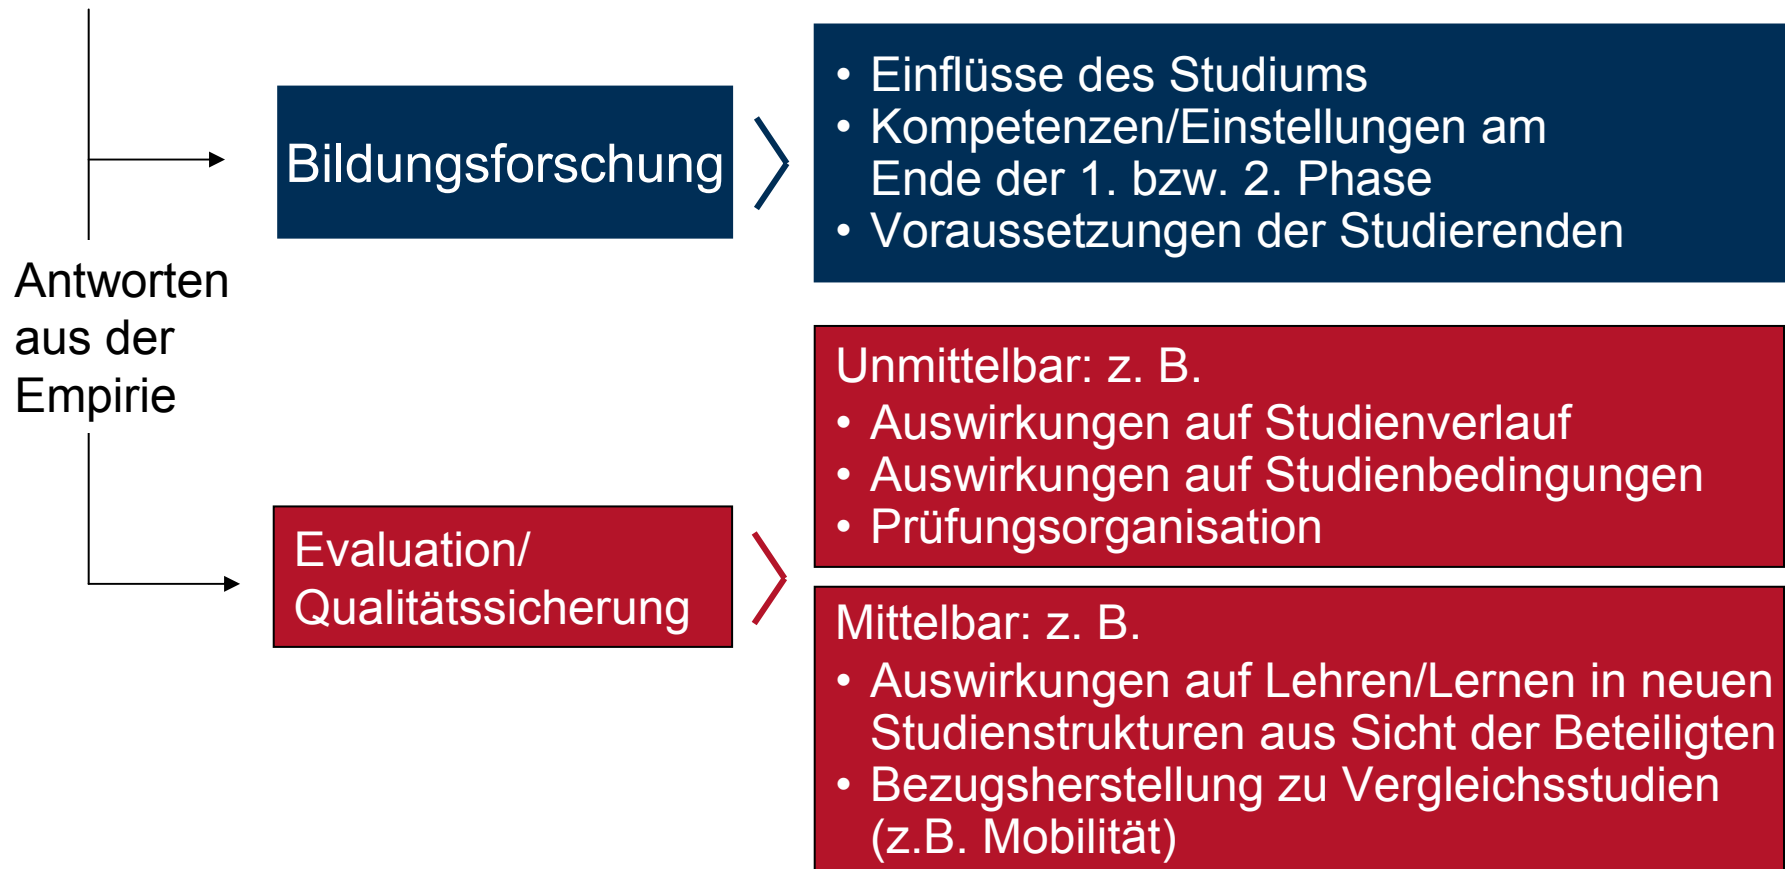 Antworten
aus der
Empirie
Bildungsforschung
• Einflüsse des Studiums
• Kompetenzen/Einstellungen am
Ende der 1. bzw. 2. Phase
• Voraussetzungen der Studierenden
Evaluation/
Qualitätssicherung
Unmittelbar: z. B.
• Auswirkungen auf Studienverlauf
• Auswirkungen auf Studienbedingungen
• Prüfungsorganisation
Mittelbar: z. B.
• Auswirkungen auf Lehren/Lernen in neuen
Studienstrukturen aus Sicht der Beteiligten
• Bezugsherstellung zu Vergleichsstudien
(z.B. Mobilität)